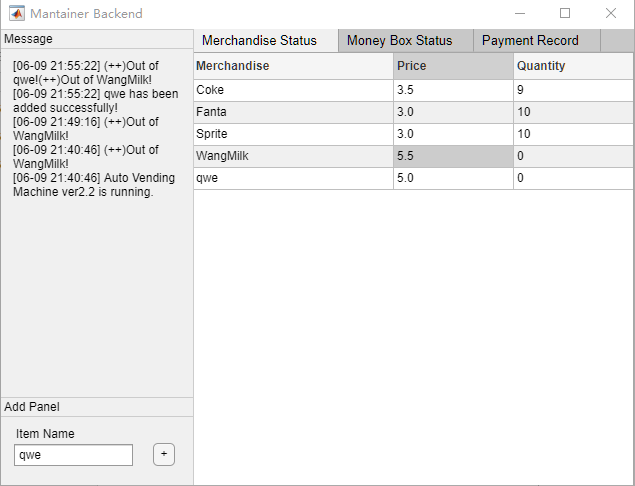 Mantainer Backend
Message
[06-09 21:55:22] (++)Out of
qwe!(++)Out of WangMilk!
[06-09 21:55:22] qwe has been
added successfully!
[06-09 21:49:16] (++)Out of
WangMilk!
[06-09 21:40:46] (++)Out of
WangMilk!
[06-09 21:40:46] Auto Vending
Machine ver2.2 is running.
Add Panel
Item Name
qwe +
Merchandise Status Money Box Status Payment Record
Merchandise Price Quantity
Coke 3.5 9
Fanta 3.0 10
Sprite 3.0 10
WangMilk 5.5 0
qwe 5.0 0